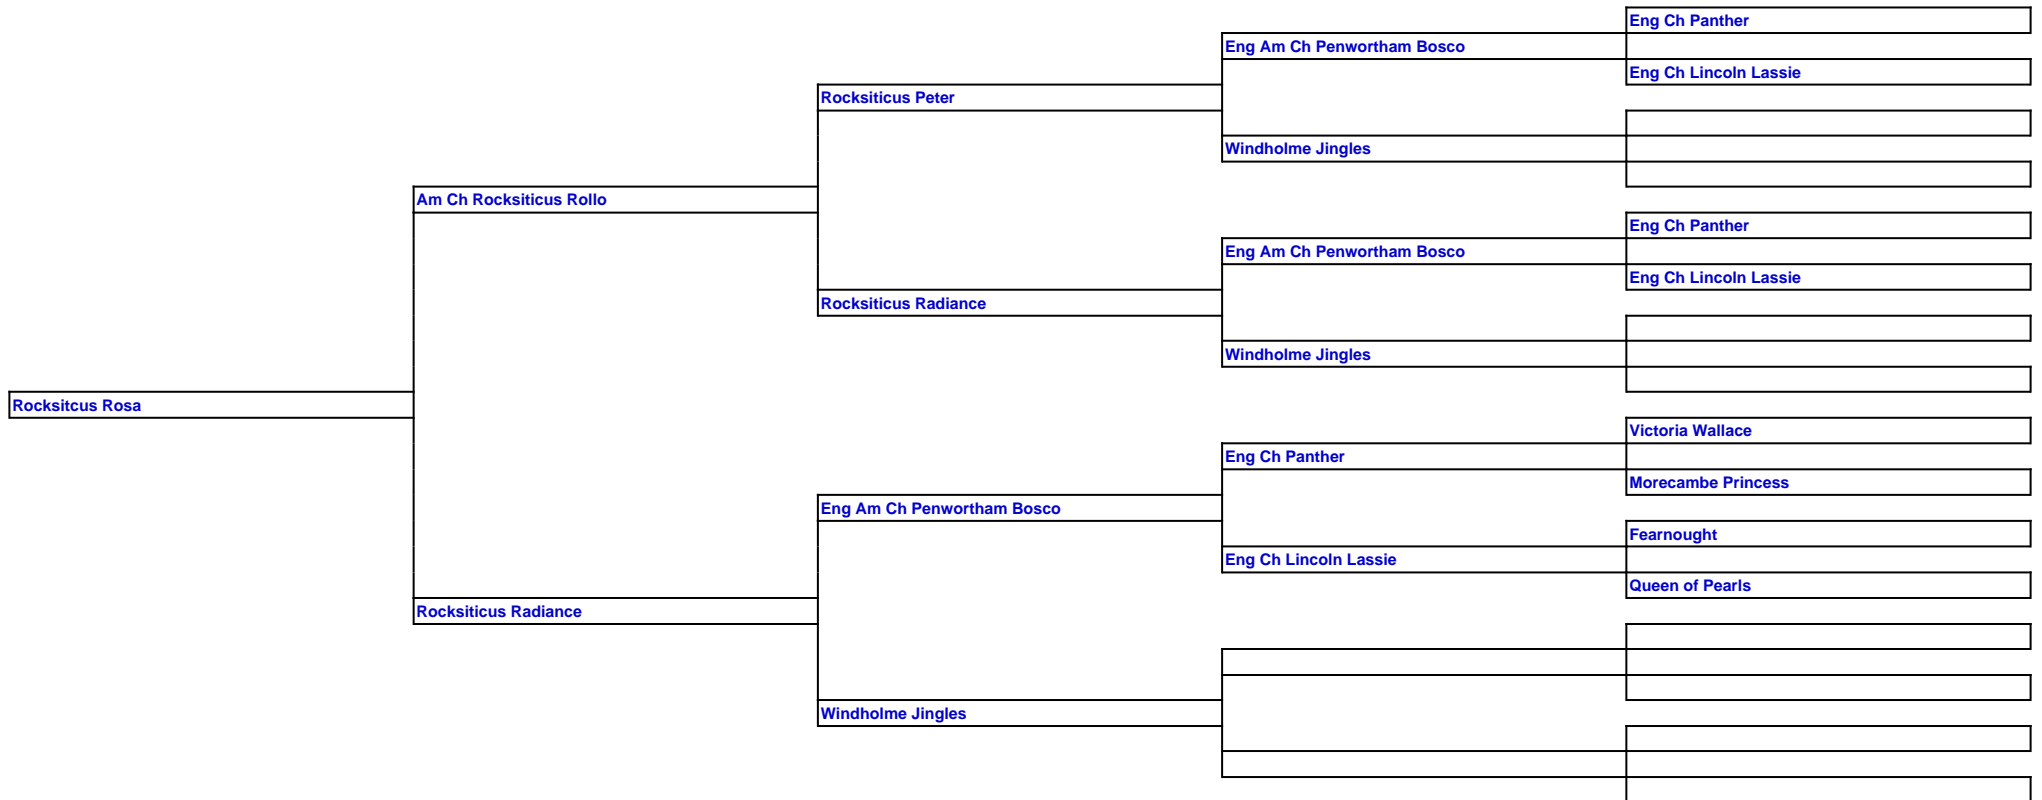 Eng Ch Panther
Eng Am Ch Penwortham Bosco
Eng Ch Lincoln Lassie
Rocksiticus Peter
Windholme Jingles
Am Ch Rocksiticus Rollo
Eng Ch Panther
Eng Am Ch Penwortham Bosco
Eng Ch Lincoln Lassie
Rocksiticus Radiance
Windholme Jingles
Rocksitcus Rosa
Victoria Wallace
Eng Ch Panther
Morecambe Princess
Eng Am Ch Penwortham Bosco
Fearnought
Eng Ch Lincoln Lassie
Queen of Pearls
Rocksiticus Radiance
Windholme Jingles